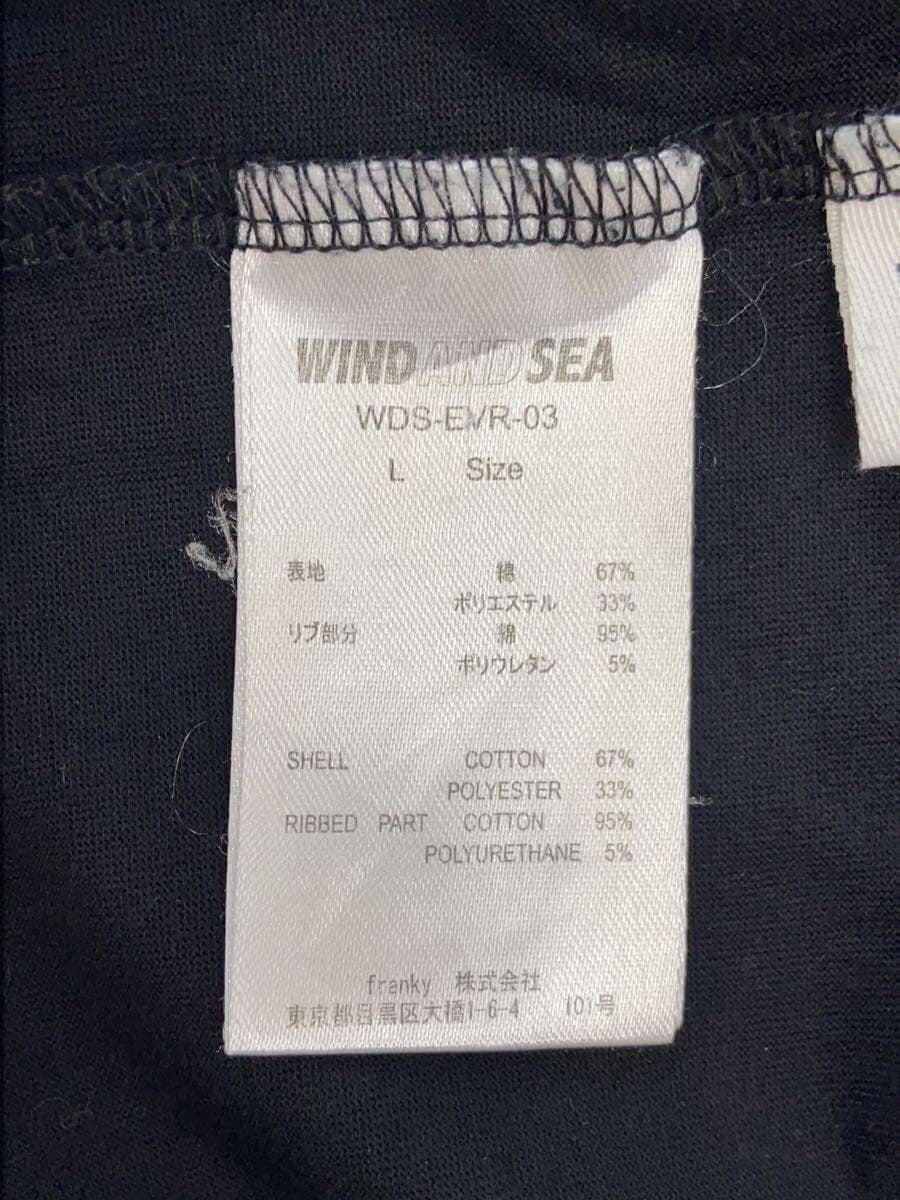 WIND AND SEA
WDS-EVR-03
L Size
表地 綿 67%
ポリエステル 33%
リブ部分 綿 95%
ポリウレタン 5%
SHELL COTTON 67%
POLYESTER 33%
RIBBED PART COTTON 95%
POLYURETHANE 5%
franky 株式会社
東京都目黒区大橋1-6-4 101号